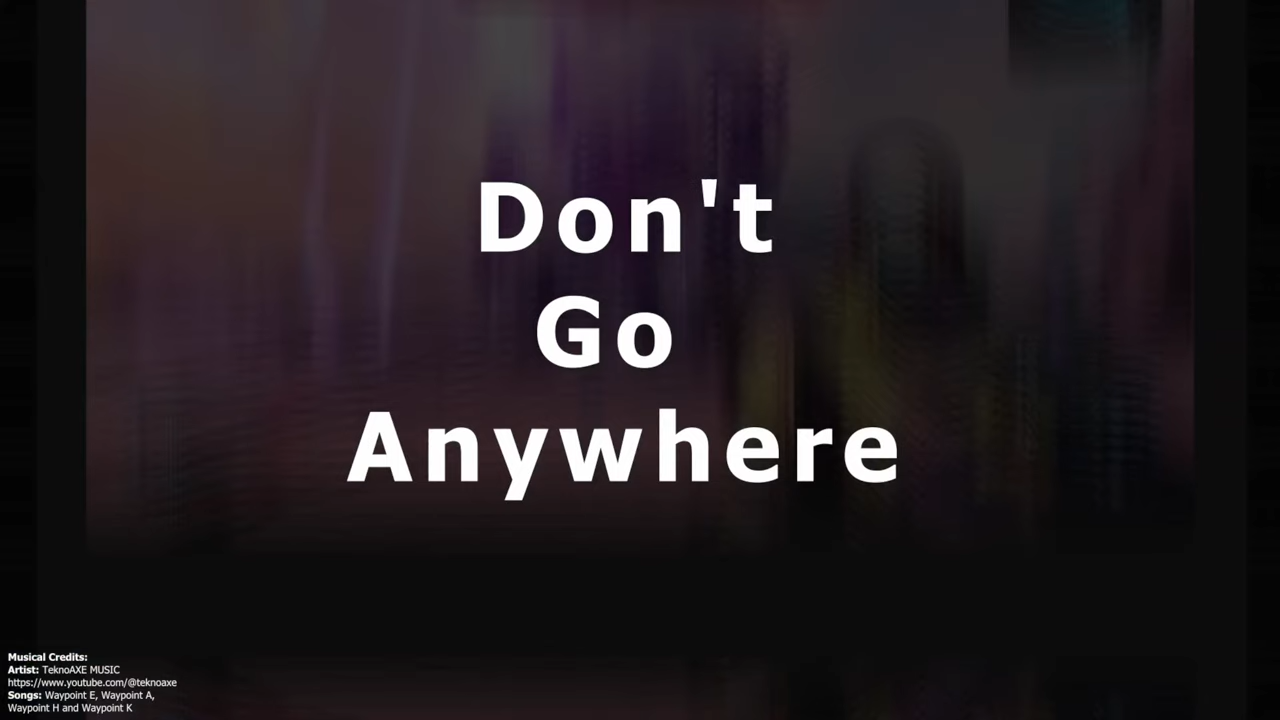 Don't
Go
Anywhere
Musical Credits:
Artist: TeknoAXE MUSIC
https://www.youtube.com/@teknoaxe
Songs: Waypoint E, Waypoint A,
Waypoint H and Waypoint K